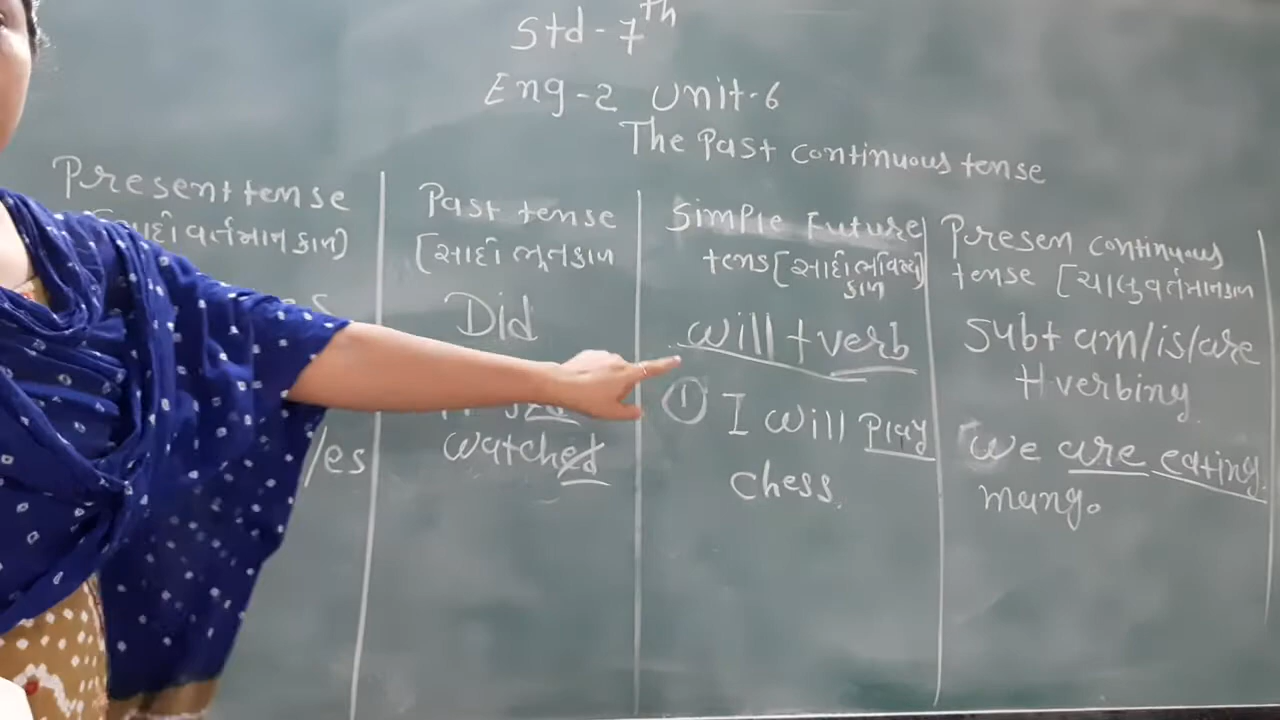 Std-7th
Eng-2 Unit-6
The Past continuous tense
Present tense
વર્તમાન કાળ)
/es
Past tense
[સાદો ભૂતકાળ
Did
watched
Simple Future
tens [સાદો ભવિષ્ય
કાળ
will + verb
① I will play
chess.
Presen continuous
tense [ચાલુ વર્તમાનકાળ
Sub+ am/is/are
+ verbing
We are eating.
mango